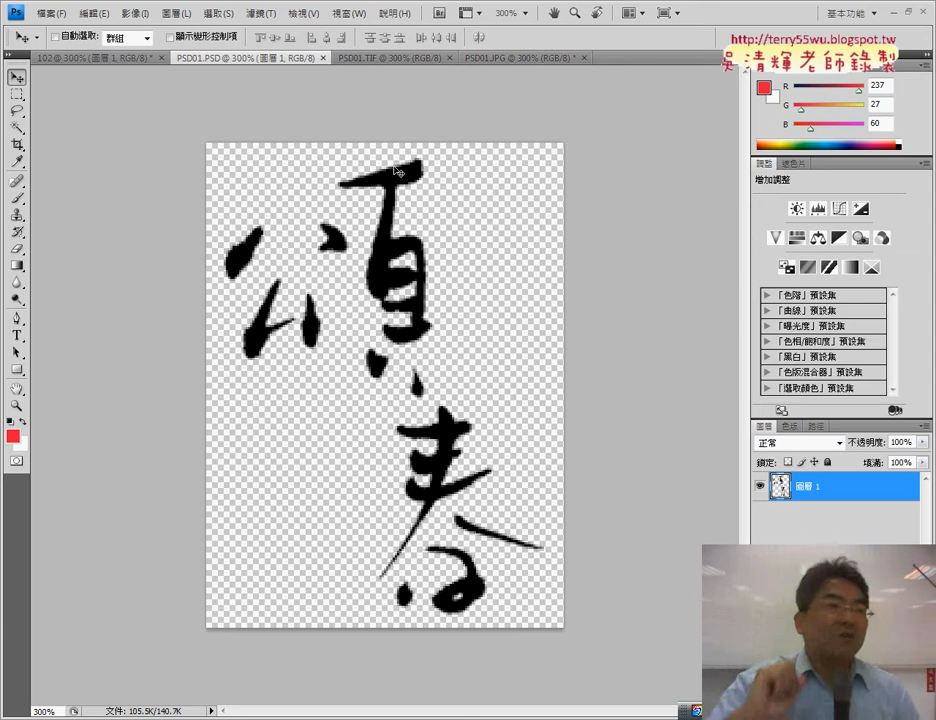 Ps 檔案(F) 編輯(E) 影像(I) 圖層(L) 選取(S) 濾鏡(T) 檢視(V) 視窗(W) 說明(H) Br 300% 基本功能
自動選取: 群組 顯示變形控制項
http://terry55wu.blogspot.tw
吳清輝老師錄製
102 @ 300% (圖層 1, RGB/8) * × PSD01.PSD @ 300% (圖層 1, RGB/8) × PSD01.TIF @ 300% (RGB/8) × PSD01.JPG @ 300% (RGB/8) * ×
R 237
G 27
B 60
調整 遮色片
增加調整
「色階」預設集
「曲線」預設集
「曝光度」預設集
「色相/飽和度」預設集
「黑白」預設集
「色版混合器」預設集
「選取顏色」預設集
圖層 色版 路徑
正常 不透明度: 100%
鎖定: 填滿: 100%
圖層 1
頌
春
300% 文件: 105.5K/140.7K